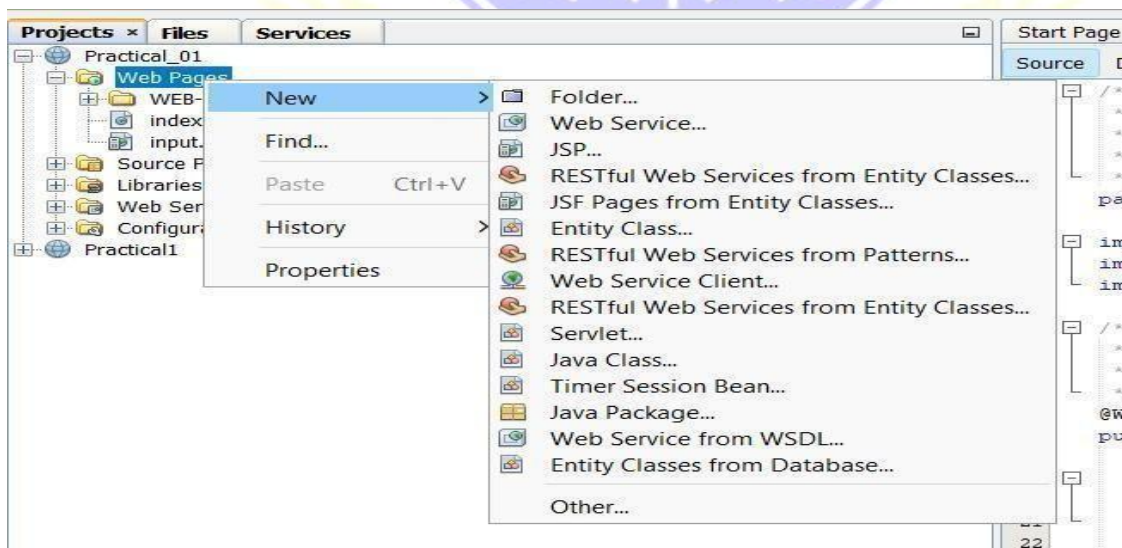 Projects × Files Services
Start Page
Practical_01
Source
Web Pages
WEB-
index
input.
Source P
Libraries
Web Ser
Configur
Practical1
New
Find...
Paste Ctrl+V
History
Properties
Folder...
Web Service...
JSP...
RESTful Web Services from Entity Classes...
JSF Pages from Entity Classes...
Entity Class...
RESTful Web Services from Patterns...
Web Service Client...
RESTful Web Services from Entity Classes...
Servlet...
Java Class...
Timer Session Bean...
Java Package...
Web Service from WSDL...
Entity Classes from Database...
Other...
/*
*
*
*
*
pa
im
im
im
/*
*
*
*
@W
pu
21
22